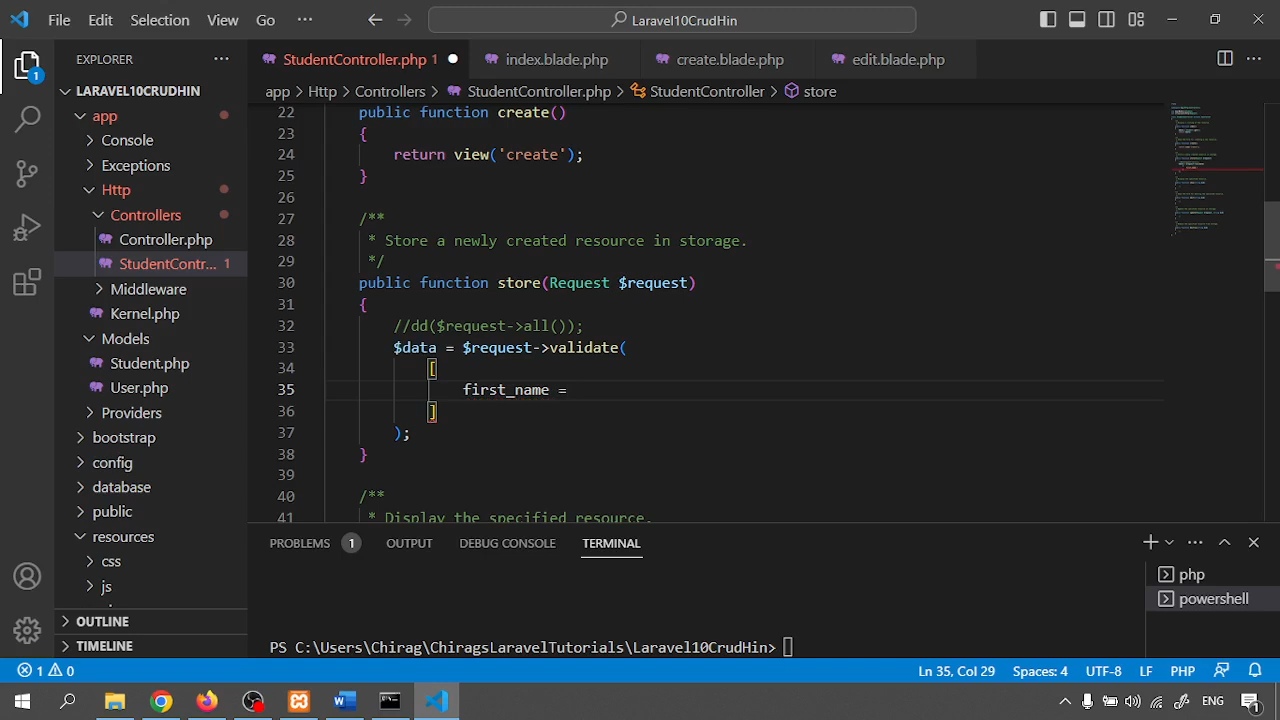 File Edit Selection View Go ··· Laravel10CrudHin
EXPLORER ···
StudentController.php 1 index.blade.php create.blade.php edit.blade.php ···
app > Http > Controllers > StudentController.php > StudentController > store
LARAVEL10CRUDHIN
app
Console
Exceptions
Http
Controllers
Controller.php
StudentContr... 1
Middleware
Kernel.php
Models
Student.php
User.php
Providers
bootstrap
config
database
public
resources
css
js
OUTLINE
TIMELINE
1
22 public function create()
23 {
24 return view('create');
25 }
26
27 /**
28 * Store a newly created resource in storage.
29 */
30 public function store(Request $request)
31 {
32 //dd($request->all());
33 $data = $request->validate(
34 [
35 first_name =
36 ]
37 );
38 }
39
40 /**
41 * Display the specified resource.
PROBLEMS 1 OUTPUT DEBUG CONSOLE TERMINAL
php
powershell
PS C:\Users\Chirag\ChiragsLaravelTutorials\Laravel10CrudHin>
1 0 Ln 35, Col 29 Spaces: 4 UTF-8 LF PHP
ENG 1